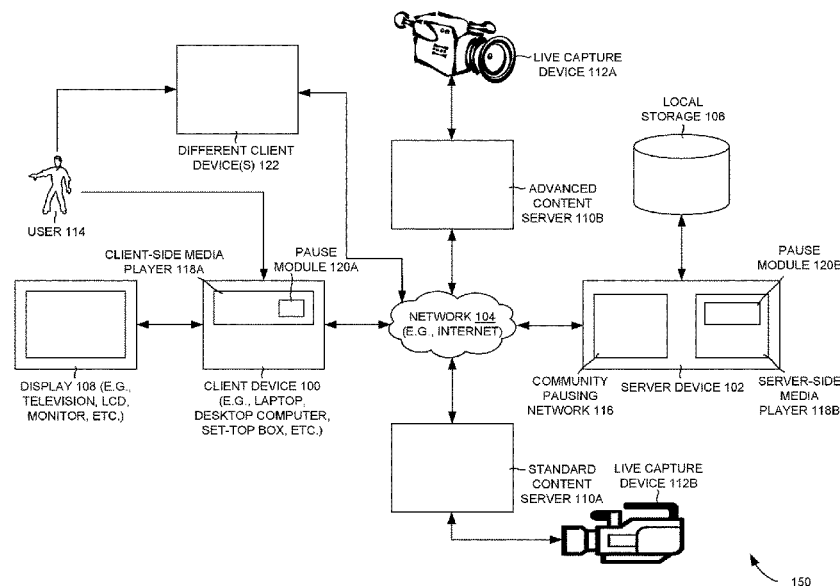 LIVE CAPTURE
DEVICE 112A
LOCAL
STORAGE 106
DIFFERENT CLIENT
DEVICE(S) 122
ADVANCED
CONTENT
SERVER 110B
USER 114
CLIENT-SIDE MEDIA
PLAYER 118A
PAUSE
MODULE 120A
PAUSE
MODULE 120B
NETWORK 104
(E.G., INTERNET)
DISPLAY 108 (E.G.,
TELEVISION, LCD,
MONITOR, ETC.)
CLIENT DEVICE 100
(E.G., LAPTOP,
DESKTOP COMPUTER,
SET-TOP BOX, ETC.)
COMMUNITY
PAUSING
NETWORK 116
SERVER DEVICE 102
SERVER-SIDE
MEDIA
PLAYER 118B
STANDARD
CONTENT
SERVER 110A
LIVE CAPTURE
DEVICE 112B
150